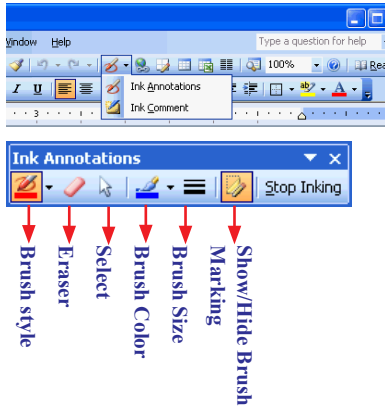 Window Help Type a question for help
100% Rea
I U
Ink Annotations
Ink Comment
3
Ink Annotations
Stop Inking
Brush style
Eraser
Select
Brush Color
Brush Size
Show/Hide Brush
Marking